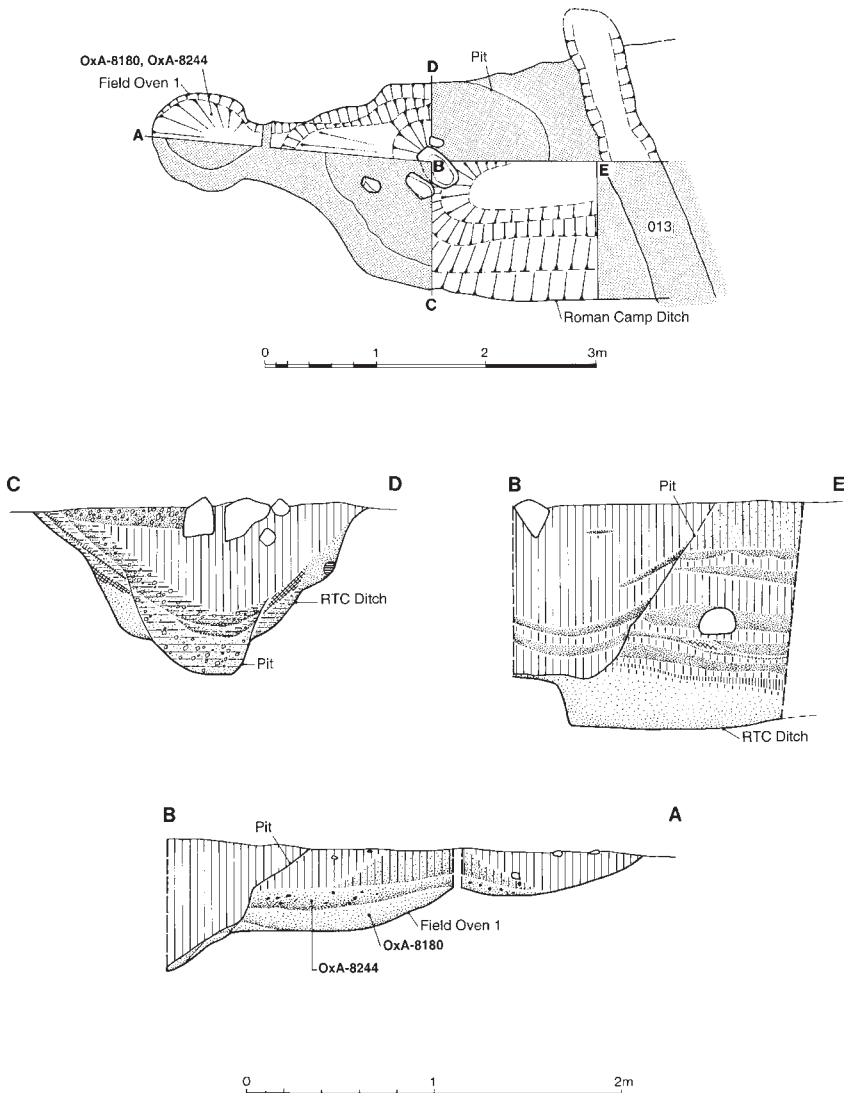 OxA-8180, OxA-8244
Field Oven 1
D
Pit
A
B
E
013
C
Roman Camp Ditch
0 1 2 3m
C D B E
Pit
RTC Ditch
Pit
RTC Ditch
B A
Pit
Field Oven 1
OxA-8180
OxA-8244
0 1 2m